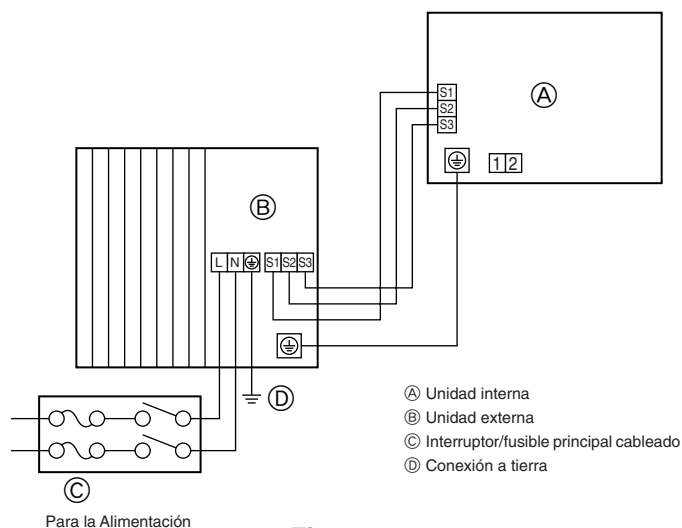 S1
S2
S3
Ⓐ
1 2
Ⓑ
L N S1 S2 S3
Ⓓ
Ⓒ
Para la Alimentación
Ⓐ Unidad interna
Ⓑ Unidad externa
Ⓒ Interruptor/fusible principal cableado
Ⓓ Conexión a tierra